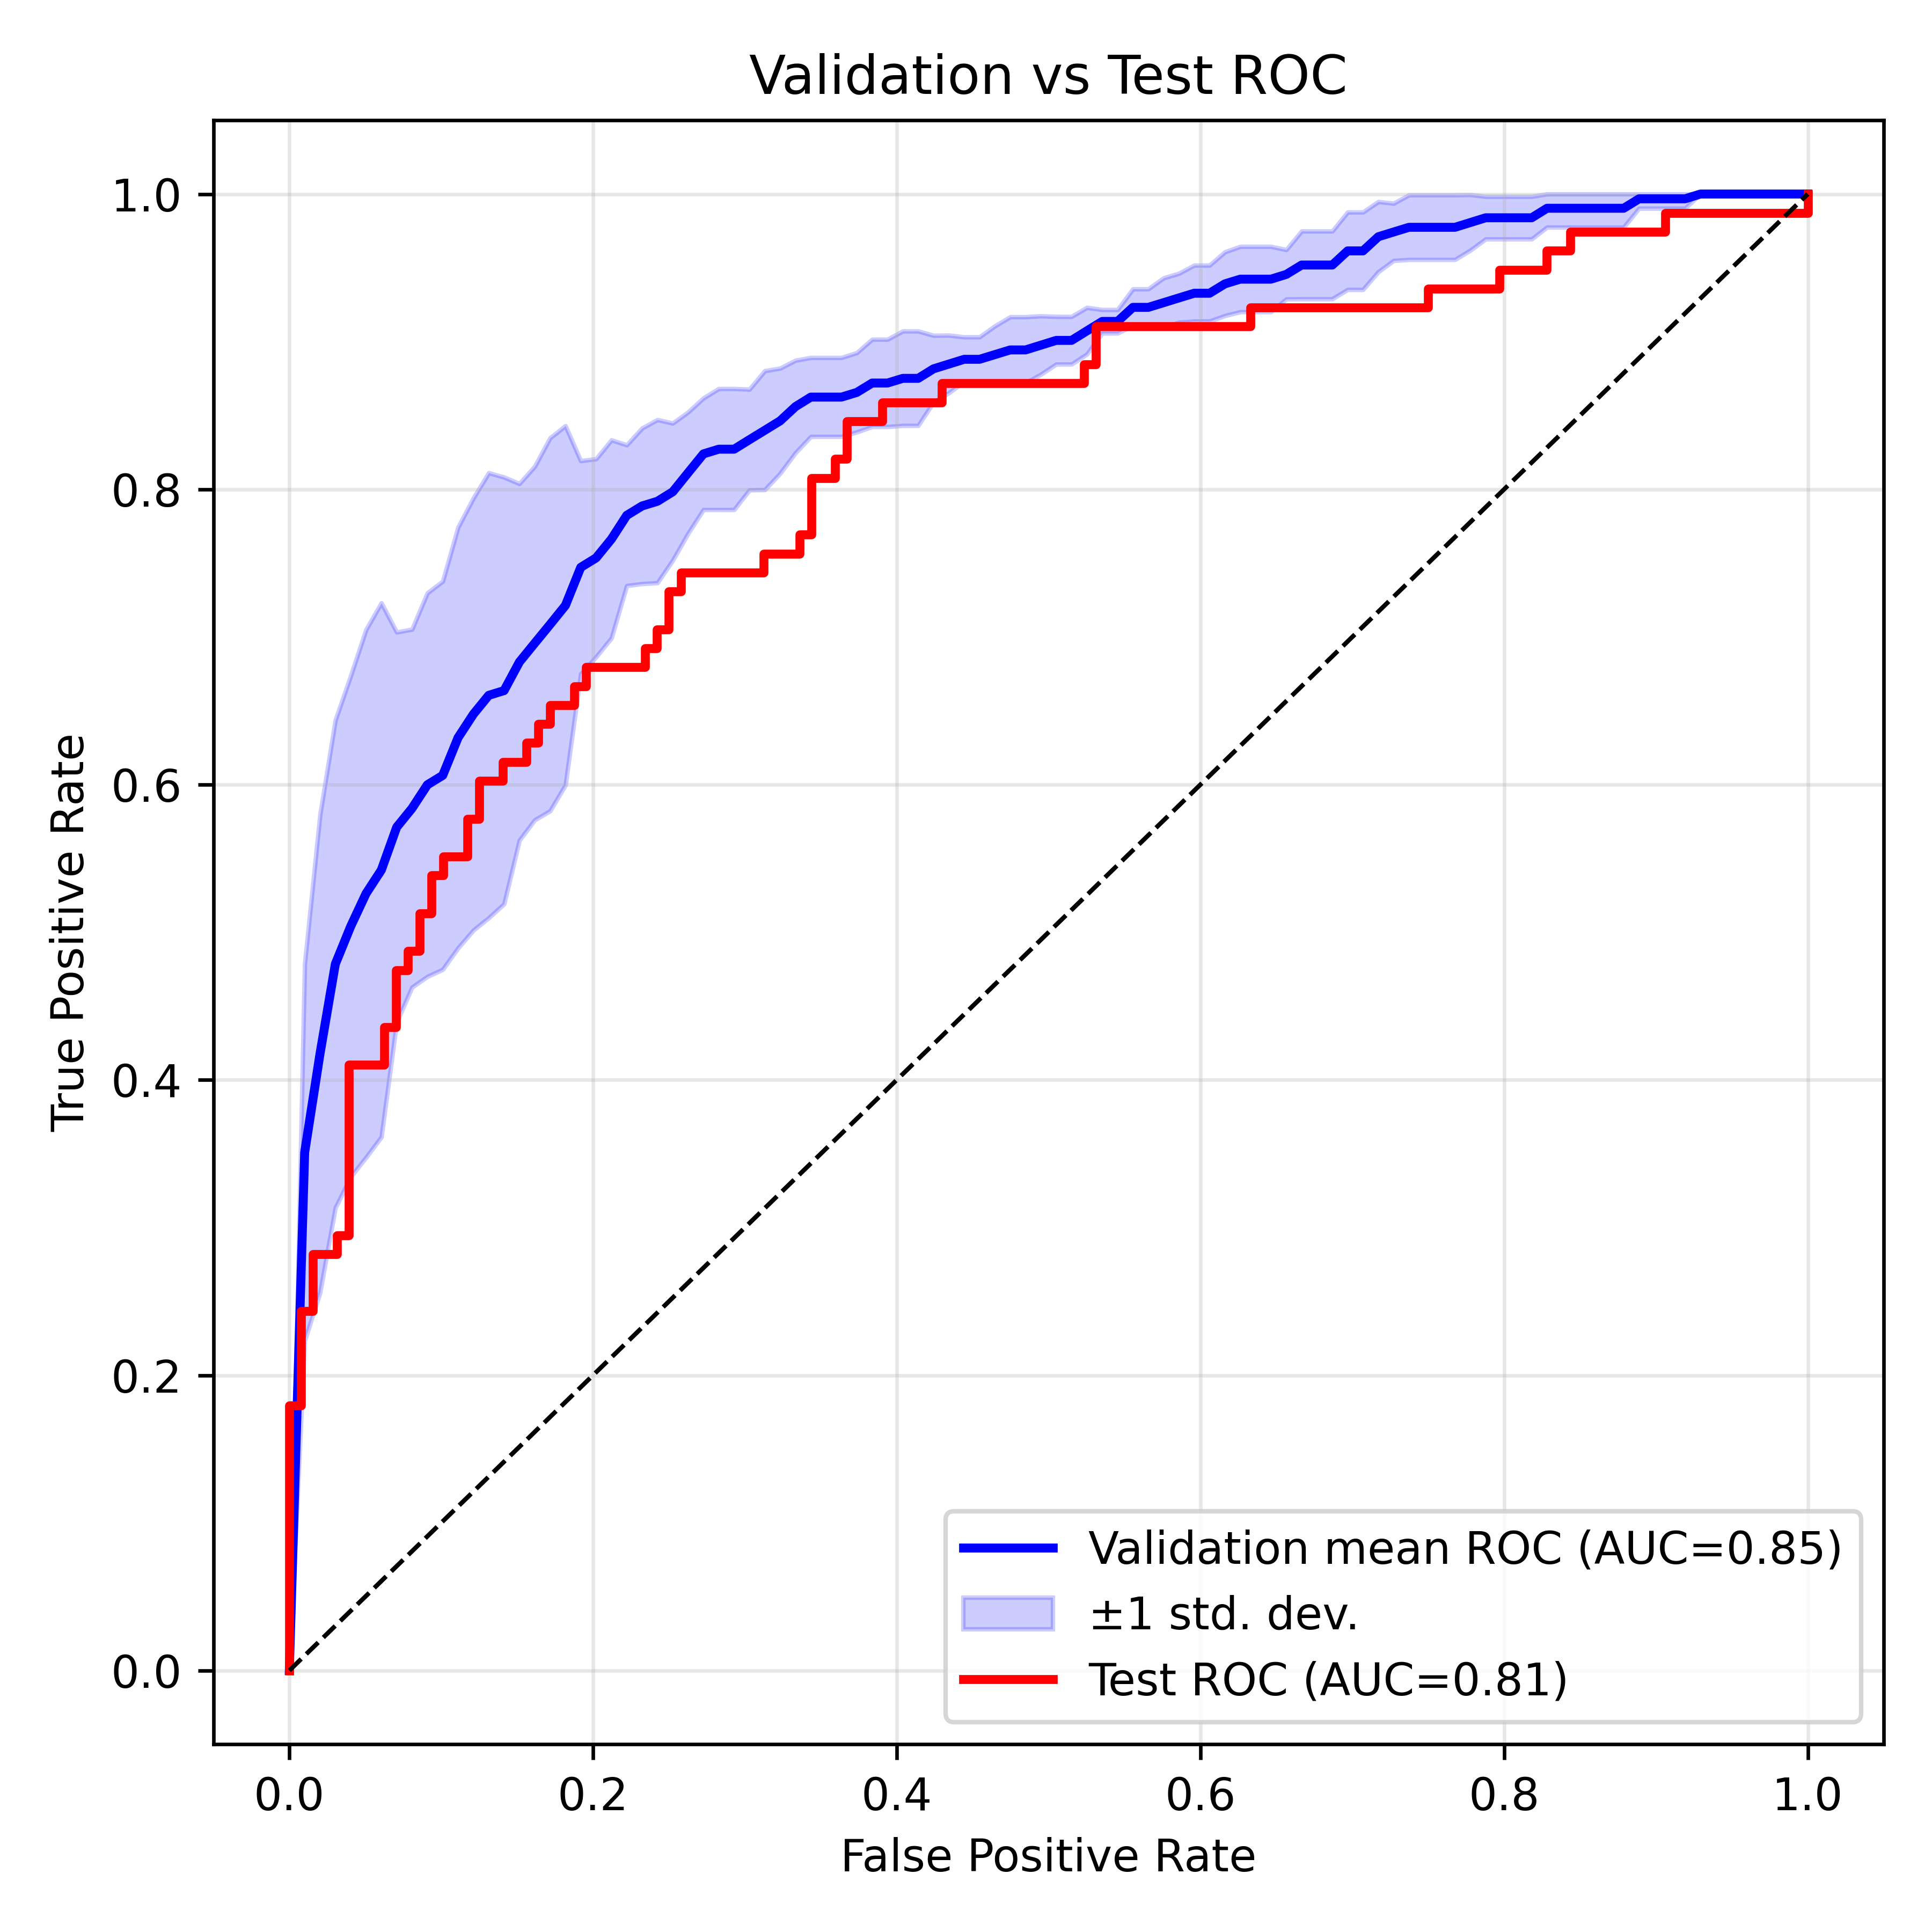 Validation vs Test ROC
True Positive Rate
1.0
0.8
0.6
0.4
0.2
0.0
Validation mean ROC (AUC=0.85)
±1 std. dev.
Test ROC (AUC=0.81)
0.0 0.2 0.4 0.6 0.8 1.0
False Positive Rate